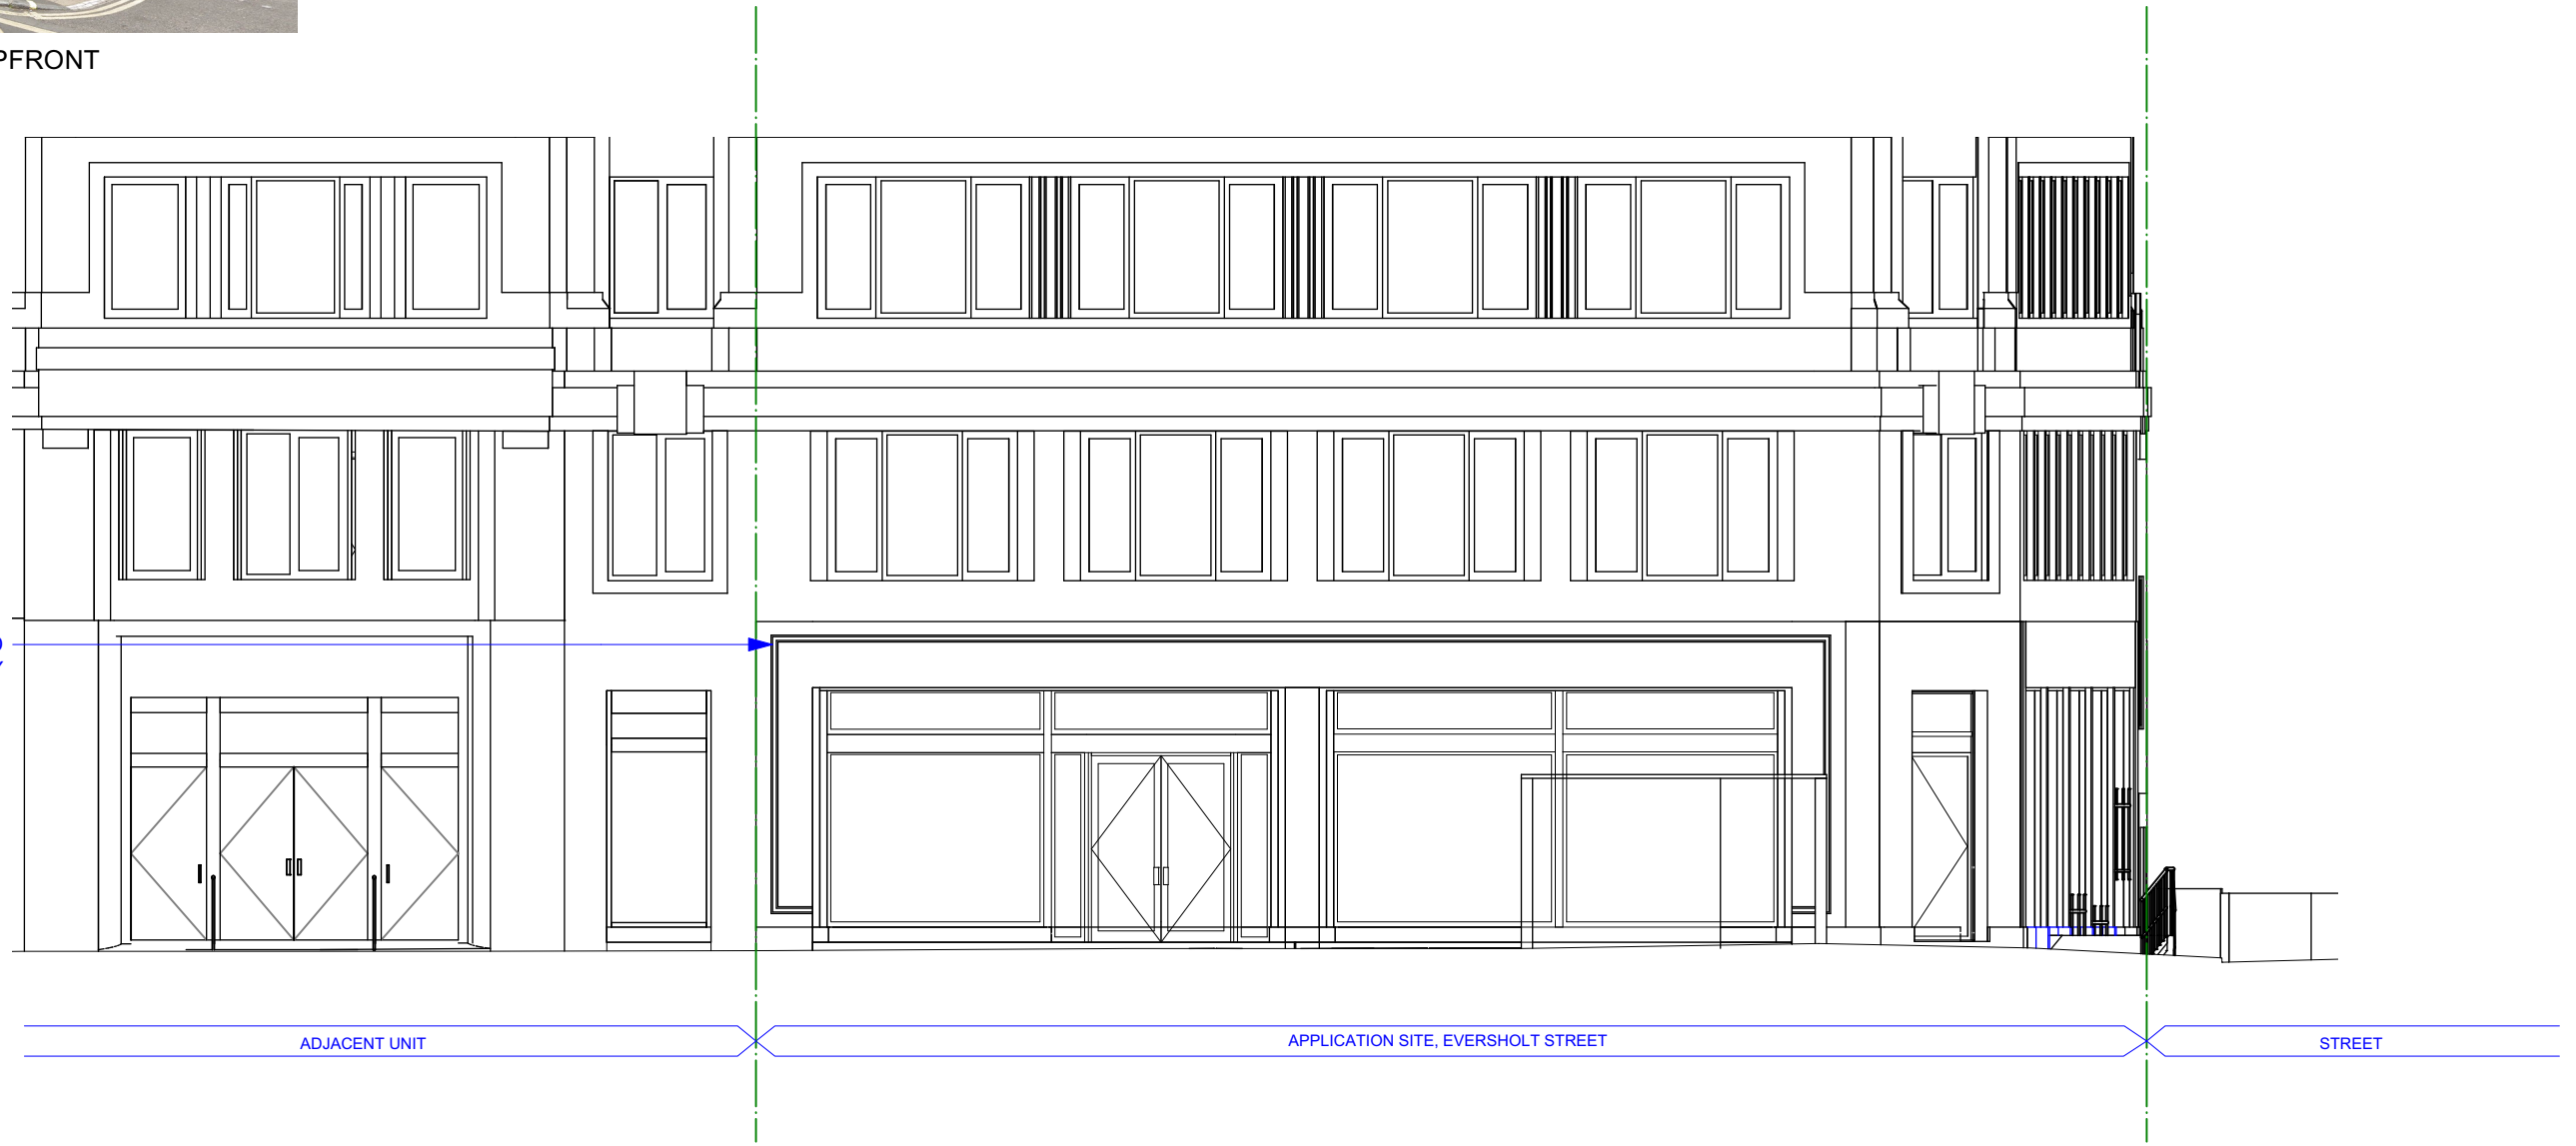 PFRONT
ADJACENT UNIT
APPLICATION SITE, EVERSHOLT STREET
STREET